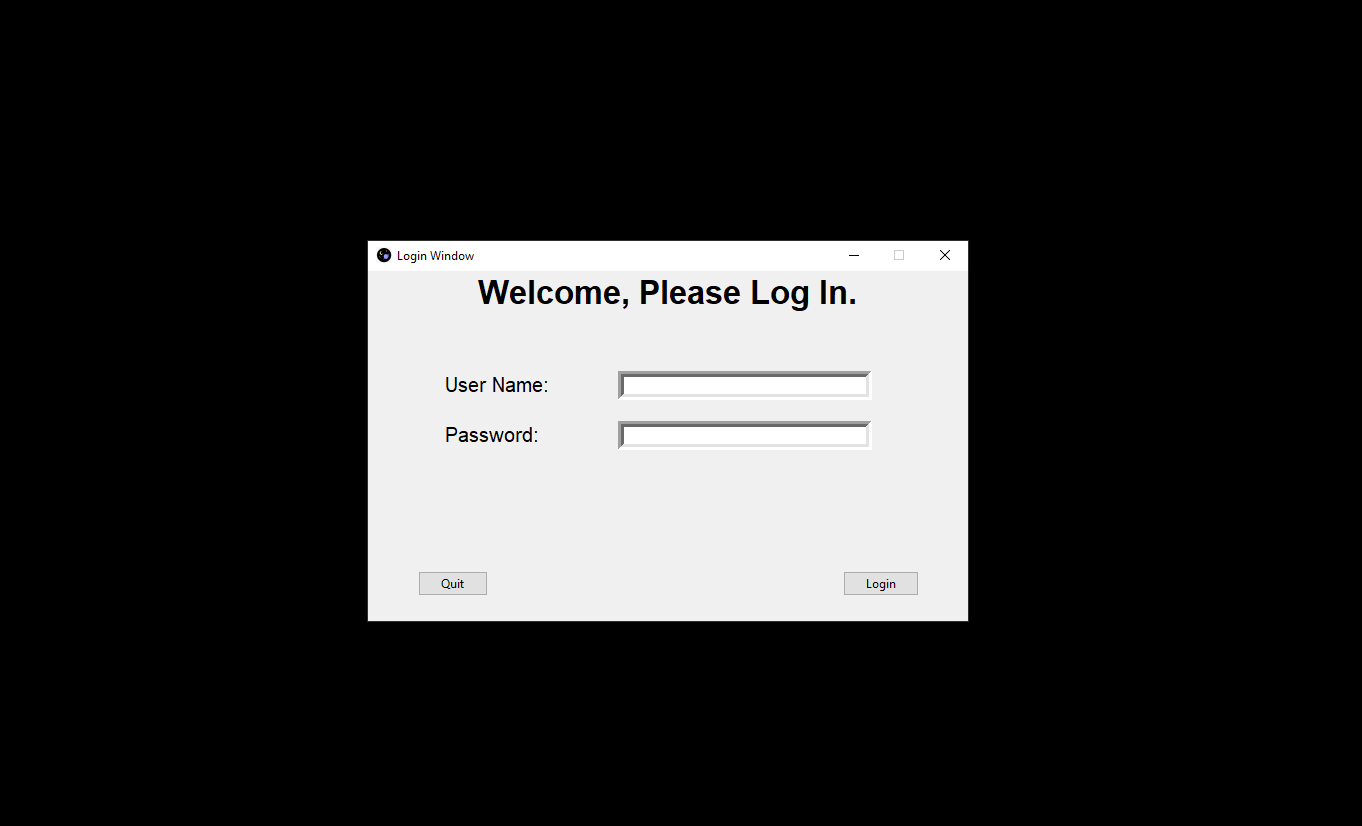 Login Window
Welcome, Please Log In.
User Name:
Password:
Quit
Login